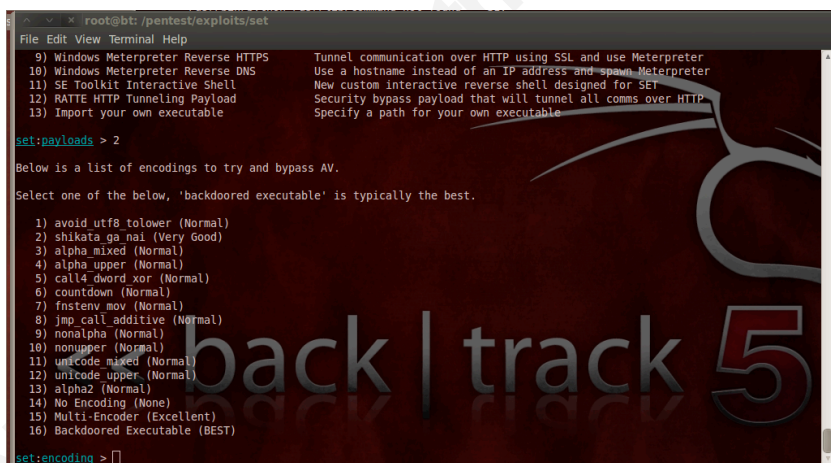 root@bt: /pentest/exploits/set
File Edit View Terminal Help
9) Windows Meterpreter Reverse HTTPS Tunnel communication over HTTP using SSL and use Meterpreter
10) Windows Meterpreter Reverse DNS Use a hostname instead of an IP address and spawn Meterpreter
11) SE Toolkit Interactive Shell New custom interactive reverse shell designed for SET
12) RATTE HTTP Tunneling Payload Security bypass payload that will tunnel all comms over HTTP
13) Import your own executable Specify a path for your own executable
set:payloads > 2
Below is a list of encodings to try and bypass AV.
Select one of the below, 'backdoored executable' is typically the best.
1) avoid_utf8_tolower (Normal)
2) shikata_ga_nai (Very Good)
3) alpha_mixed (Normal)
4) alpha_upper (Normal)
5) call4_dword_xor (Normal)
6) countdown (Normal)
7) fnstenv_mov (Normal)
8) jmp_call_additive (Normal)
9) nonalpha (Normal)
10) nonupper (Normal)
11) unicode_mixed (Normal)
12) unicode_upper (Normal)
13) alpha2 (Normal)
14) No Encoding (None)
15) Multi-Encoder (Excellent)
16) Backdoored Executable (BEST)
set:encoding >
<< back | track 5